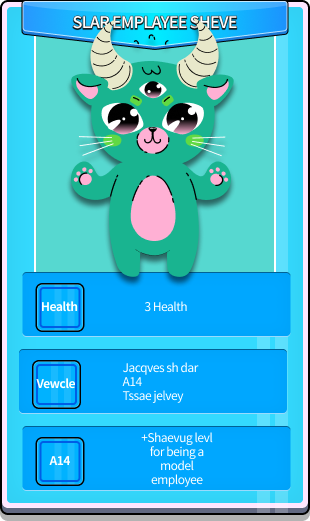 SLAR EMPLOYEE SHEVE
Health
3 Health
Vewcle
Jacqves sh dar
A14
Tssae jelvey
A14
+Shaevug levl
for being a
model
employee